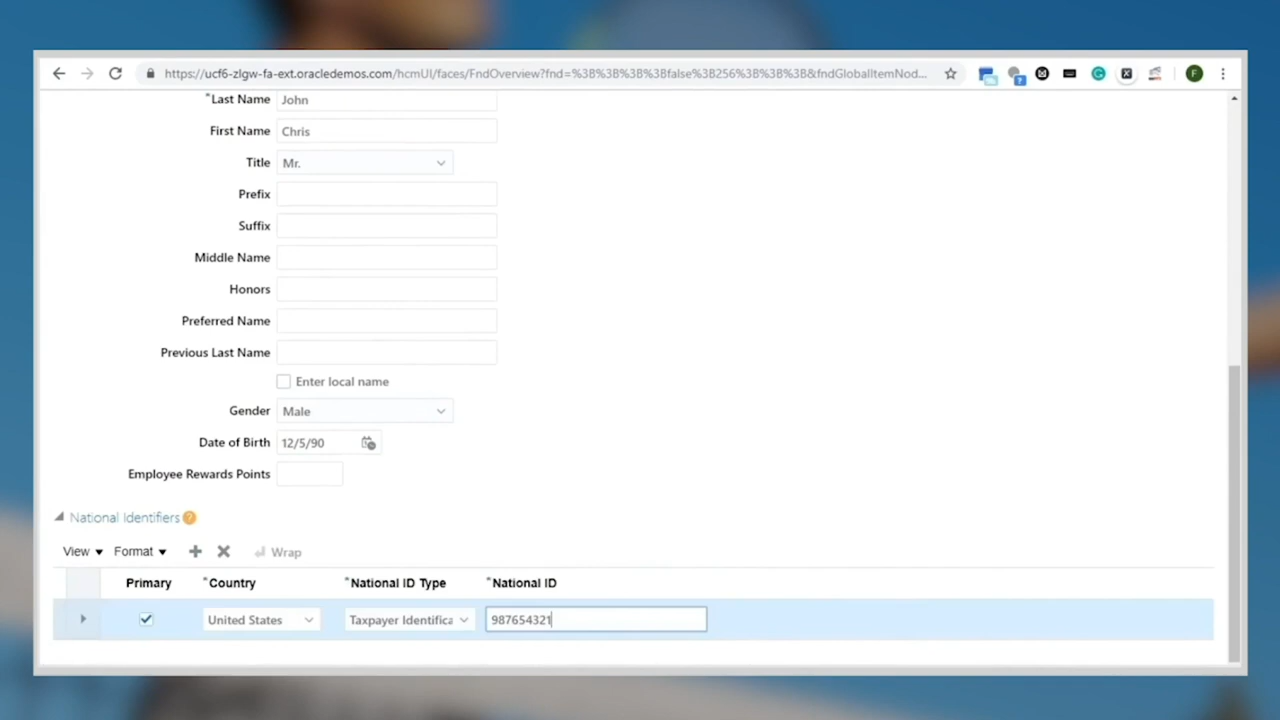 https://ucf6-zlgw-fa-ext.oracledemos.com/hcmUI/faces/FndOverview?fnd=%3B%3B%3B%3Bfalse%3B256%3B%3B%3B&fndGlobalItemNod...
*Last Name John
First Name Chris
Title Mr.
Prefix
Suffix
Middle Name
Honors
Preferred Name
Previous Last Name
Enter local name
Gender Male
Date of Birth 12/5/90
Employee Rewards Points
National Identifiers ?
View Format Wrap
Primary *Country *National ID Type *National ID
United States Taxpayer Identifica 987654321